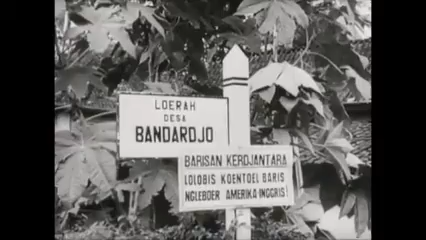 LOERAH
DESA
BANDARDJO
BARISAN KERDJANTARA
LOLOBIS KOENTOEL BARIS
NGLEBOER AMERIKA-INGGRIS